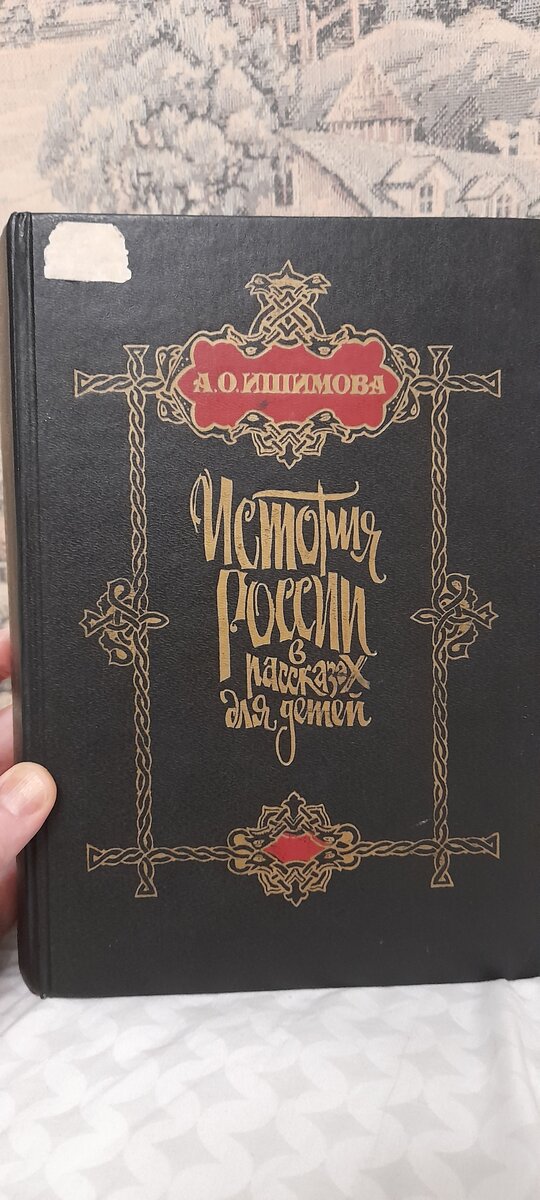 А.О.ИШИМОВА
История
России
в
рассказах
для детей